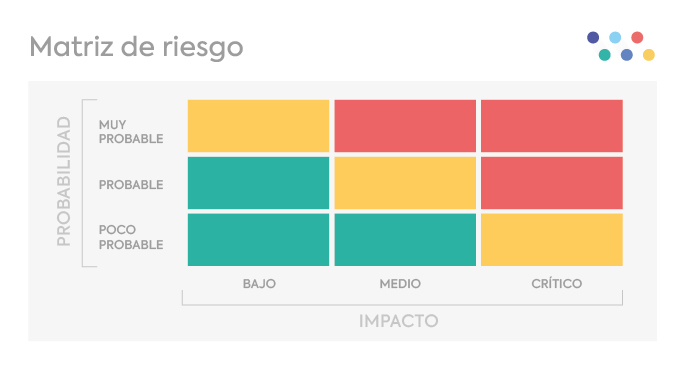 Matriz de riesgo
PROBABILIDAD
MUY
PROBABLE
PROBABLE
POCO
PROBABLE
BAJO
MEDIO
CRÍTICO
IMPACTO